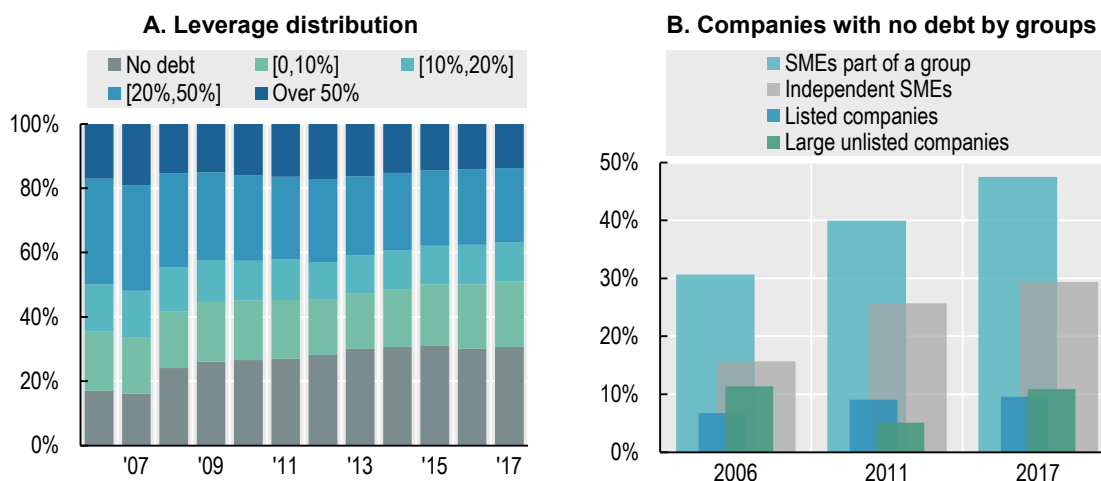 A. Leverage distribution
No debt [0,10%] [10%,20%]
[20%,50%] Over 50%
100%
80%
60%
40%
20%
0%
'07 '09 '11 '13 '15 '17
B. Companies with no debt by groups
SMEs part of a group
Independent SMEs
Listed companies
Large unlisted companies
50%
40%
30%
20%
10%
0%
2006 2011 2017